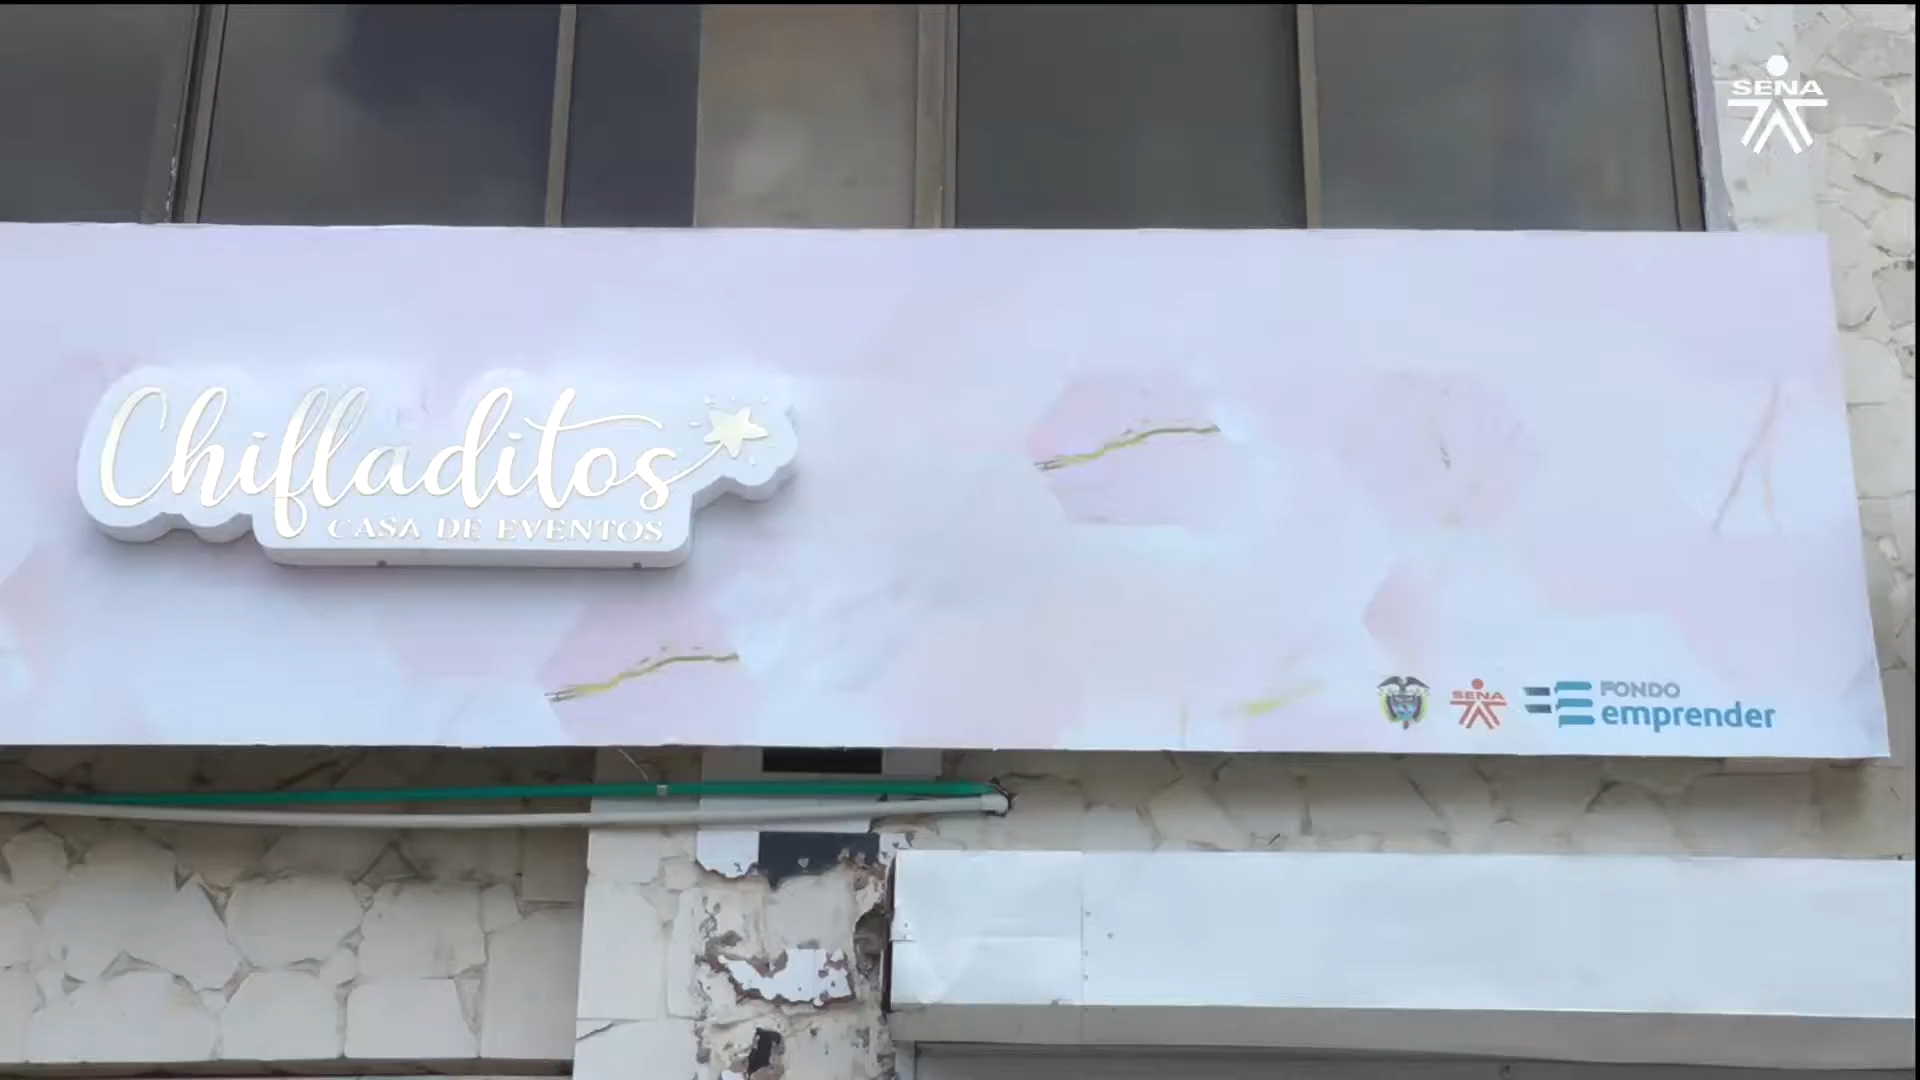 SENA
Chifladitos
CASA DE EVENTOS
SENA
FONDO
emprender